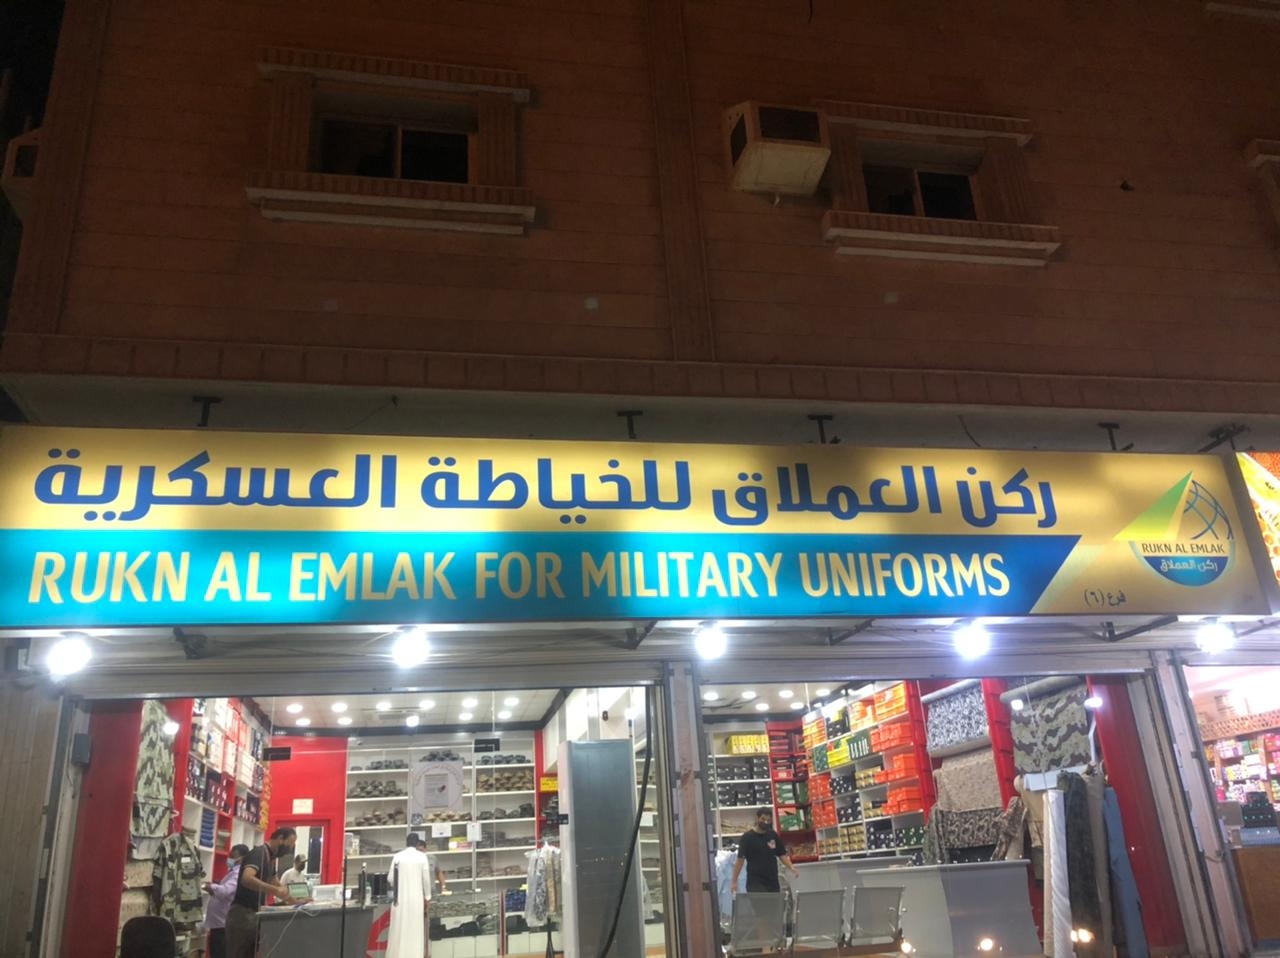 ركن العملاق للخياطة العسكرية
RUKN AL EMLAK FOR MILITARY UNIFORMS
RUKN AL EMLAK
ركن العملاق
فرع (٦)